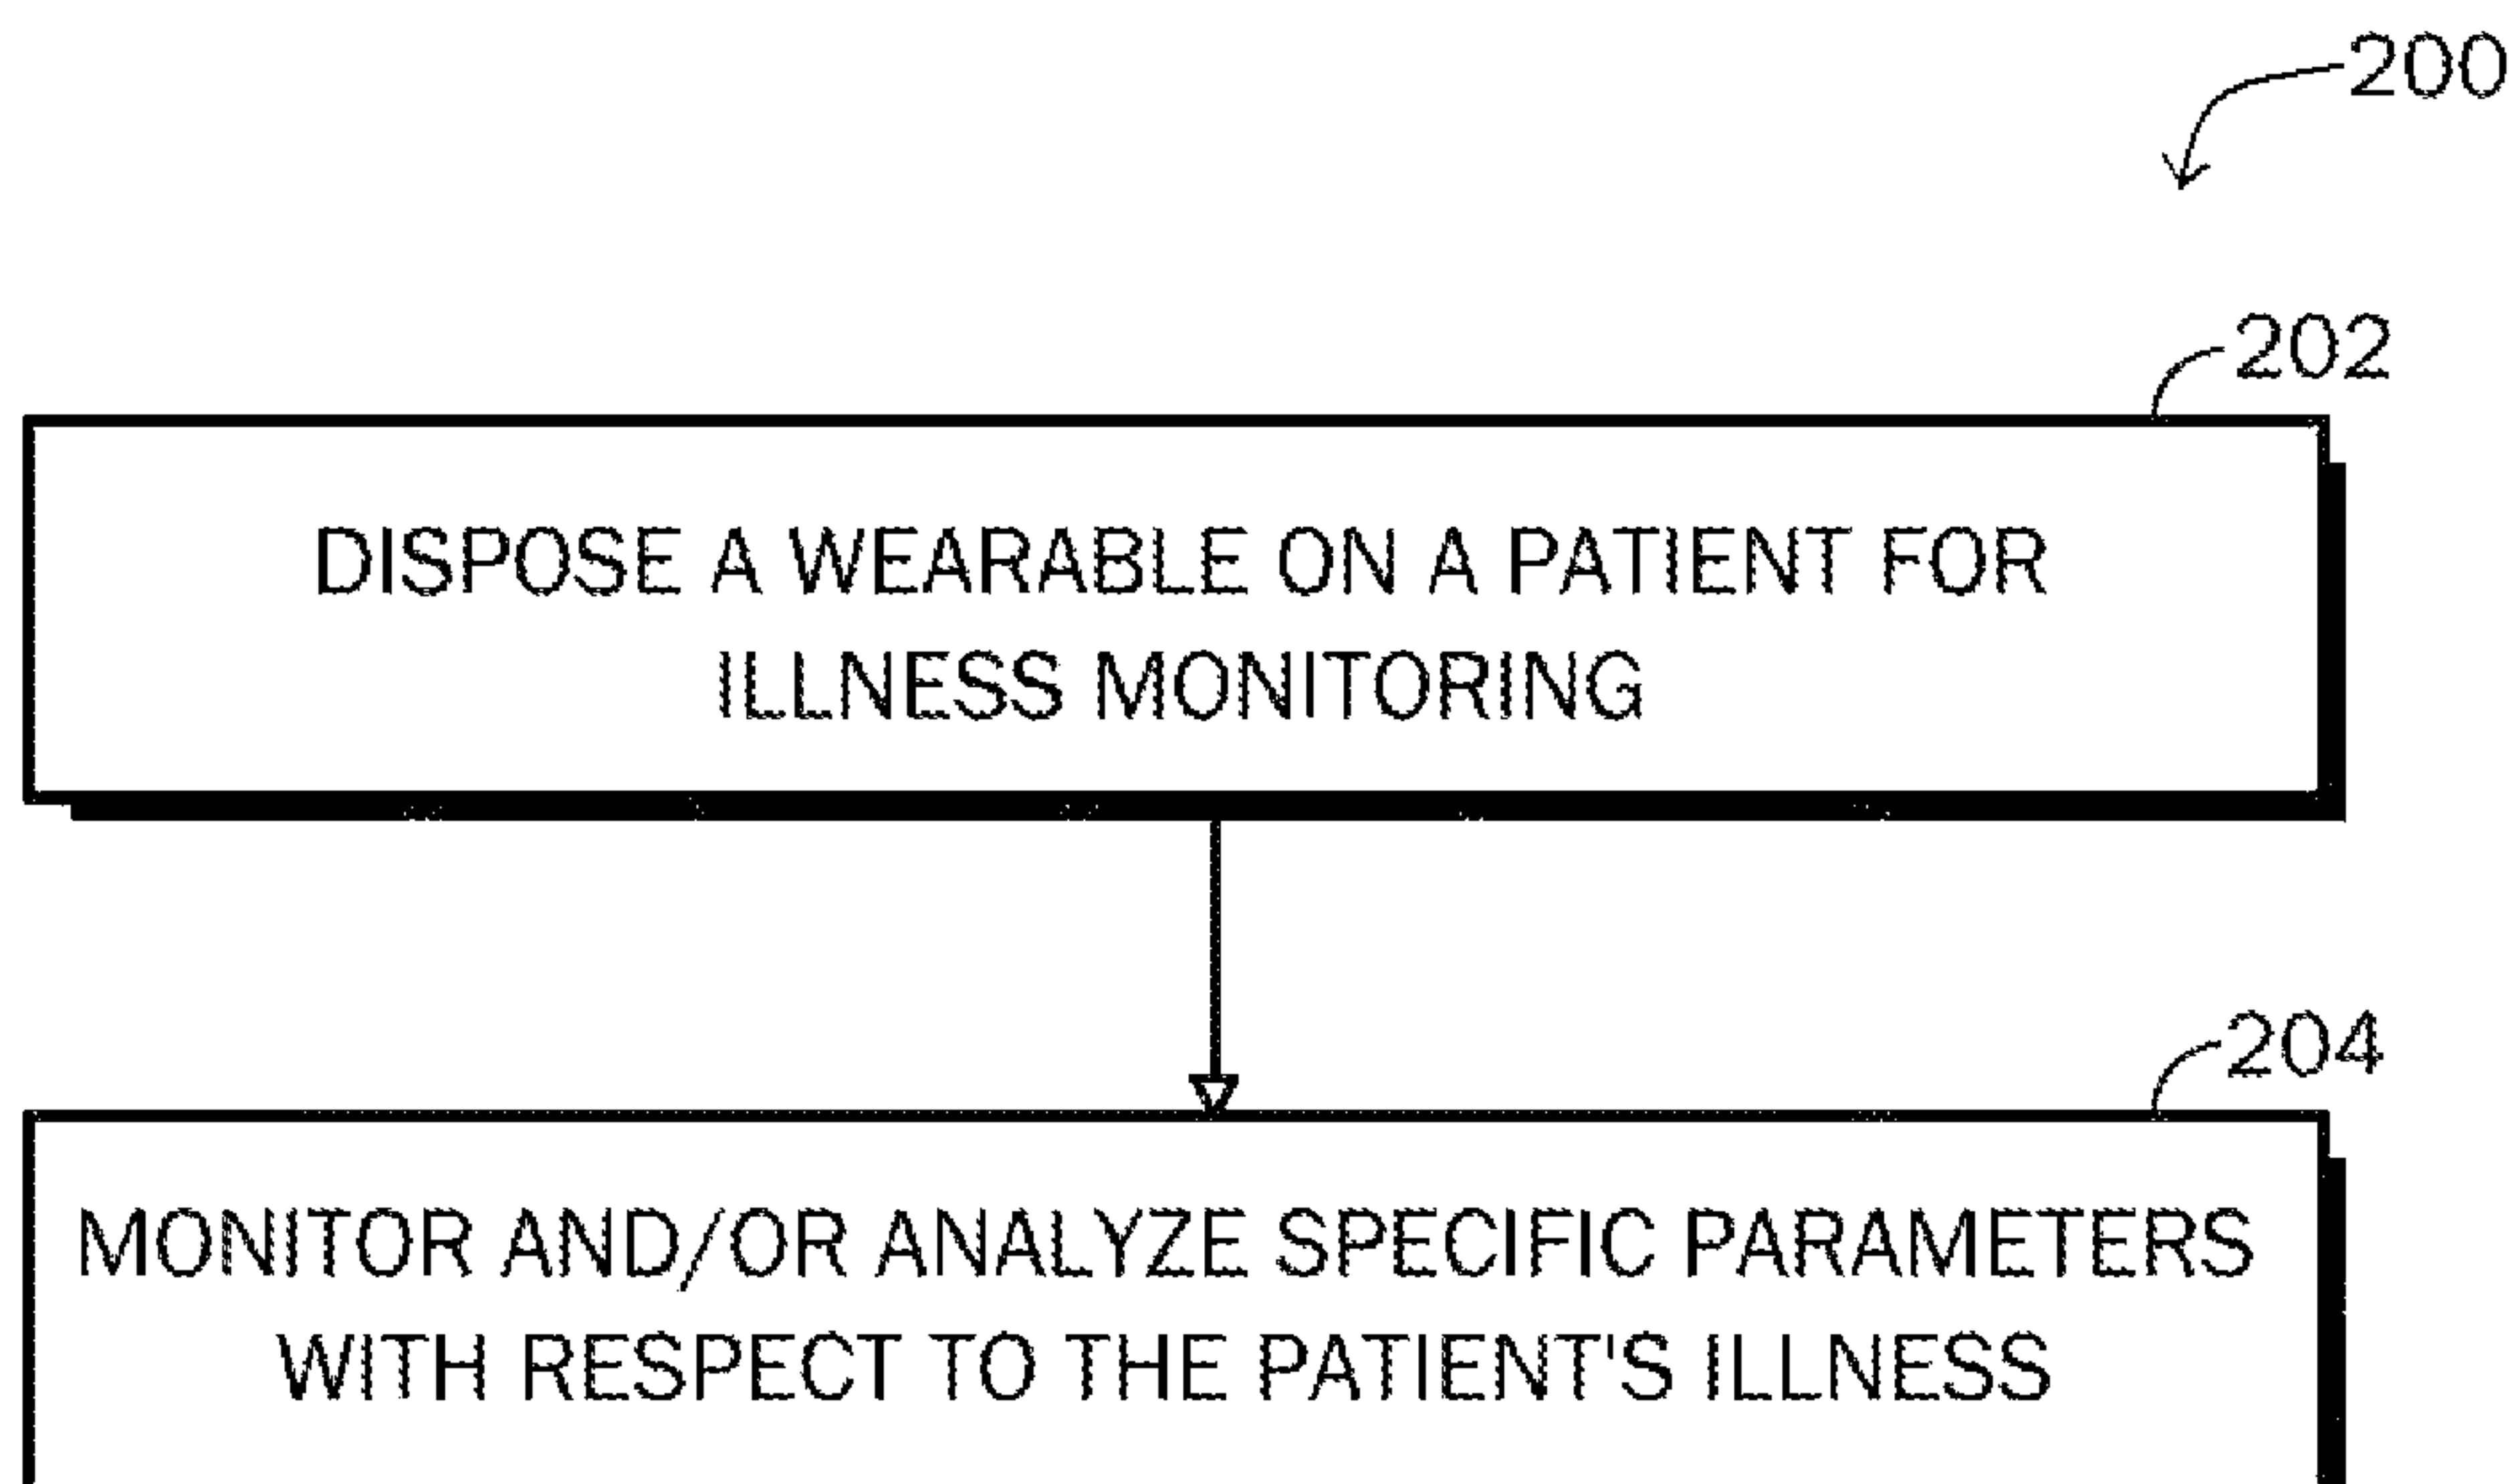 200
202
DISPOSE A WEARABLE ON A PATIENT FOR
ILLNESS MONITORING
204
MONITOR AND/OR ANALYZE SPECIFIC PARAMETERS
WITH RESPECT TO THE PATIENT'S ILLNESS